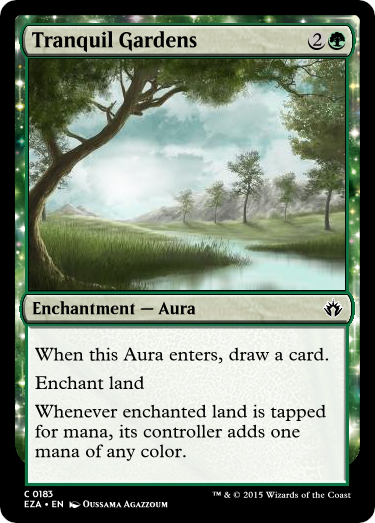 Tranquil Gardens 2
Enchantment — Aura
When this Aura enters, draw a card.
Enchant land
Whenever enchanted land is tapped
for mana, its controller adds one
mana of any color.
C 0183
EZA • EN Oussama Agazzoum
™ & © 2015 Wizards of the Coast